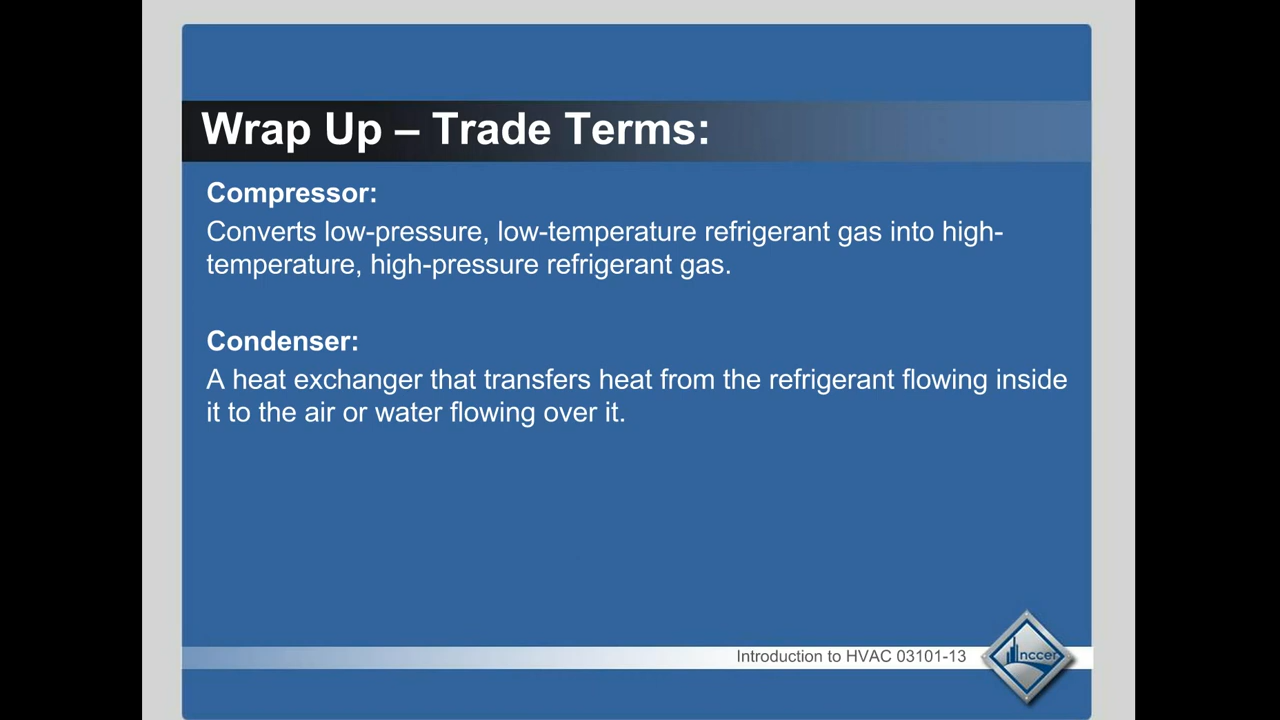 Wrap Up – Trade Terms:
Compressor:
Converts low-pressure, low-temperature refrigerant gas into high-
temperature, high-pressure refrigerant gas.
Condenser:
A heat exchanger that transfers heat from the refrigerant flowing inside
it to the air or water flowing over it.
Introduction to HVAC 03101-13
nccer